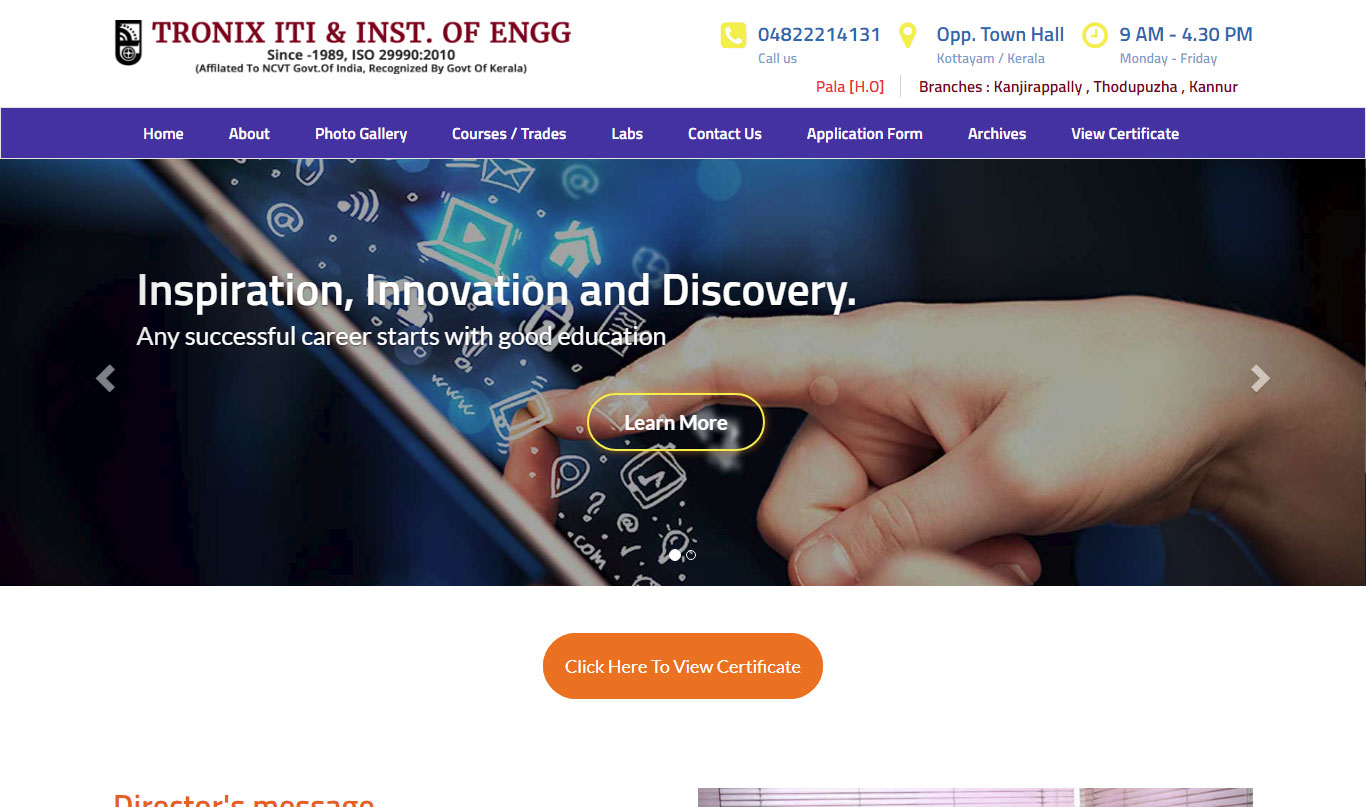 TRONIX ITI & INST. OF ENGG
Since -1989, ISO 29990:2010
(Affilated To NCVT Govt.Of India, Recognized By Govt Of Kerala)
04822214131
Call us
Opp. Town Hall
Kottayam / Kerala
9 AM - 4.30 PM
Monday - Friday
Pala [H.O] Branches : Kanjirappally , Thodupuzha , Kannur
Home About Photo Gallery Courses / Trades Labs Contact Us Application Form Archives View Certificate
Inspiration, Innovation and Discovery.
Any successful career starts with good education
www
Learn More
.com
Click Here To View Certificate
Director's message